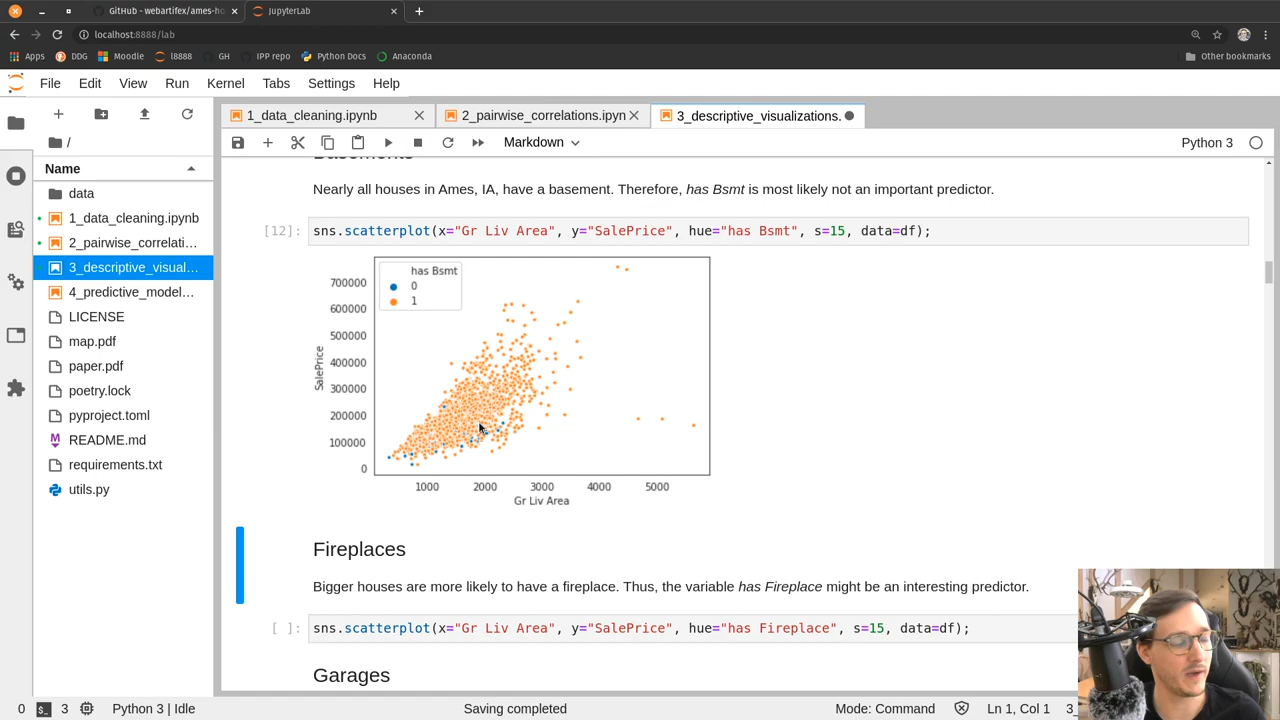 GitHub - webartifex/ames-ho
JupyterLab
localhost:8888/lab
Apps
DDG
Moodle
l8888
GH
IPP repo
Python Docs
Anaconda
Other bookmarks
File
Edit
View
Run
Kernel
Tabs
Settings
Help
/
Name
data
1_data_cleaning.ipynb
2_pairwise_correlati…
3_descriptive_visual…
4_predictive_model…
LICENSE
map.pdf
paper.pdf
poetry.lock
pyproject.toml
README.md
requirements.txt
utils.py
1_data_cleaning.ipynb
2_pairwise_correlations.ipyn
3_descriptive_visualizations.
Markdown
Python 3
Basements
Nearly all houses in Ames, IA, have a basement. Therefore, has Bsmt is most likely not an important predictor.
[12]:
sns.scatterplot(x="Gr Liv Area", y="SalePrice", hue="has Bsmt", s=15, data=df);
has Bsmt
0
1
700000
600000
500000
400000
300000
200000
100000
0
SalePrice
1000 2000 3000 4000 5000
Gr Liv Area
Fireplaces
Bigger houses are more likely to have a fireplace. Thus, the variable has Fireplace might be an interesting predictor.
[ ]:
sns.scatterplot(x="Gr Liv Area", y="SalePrice", hue="has Fireplace", s=15, data=df);
Garages
0
3
Python 3 | Idle
Saving completed
Mode: Command
Ln 1, Col 1
3_